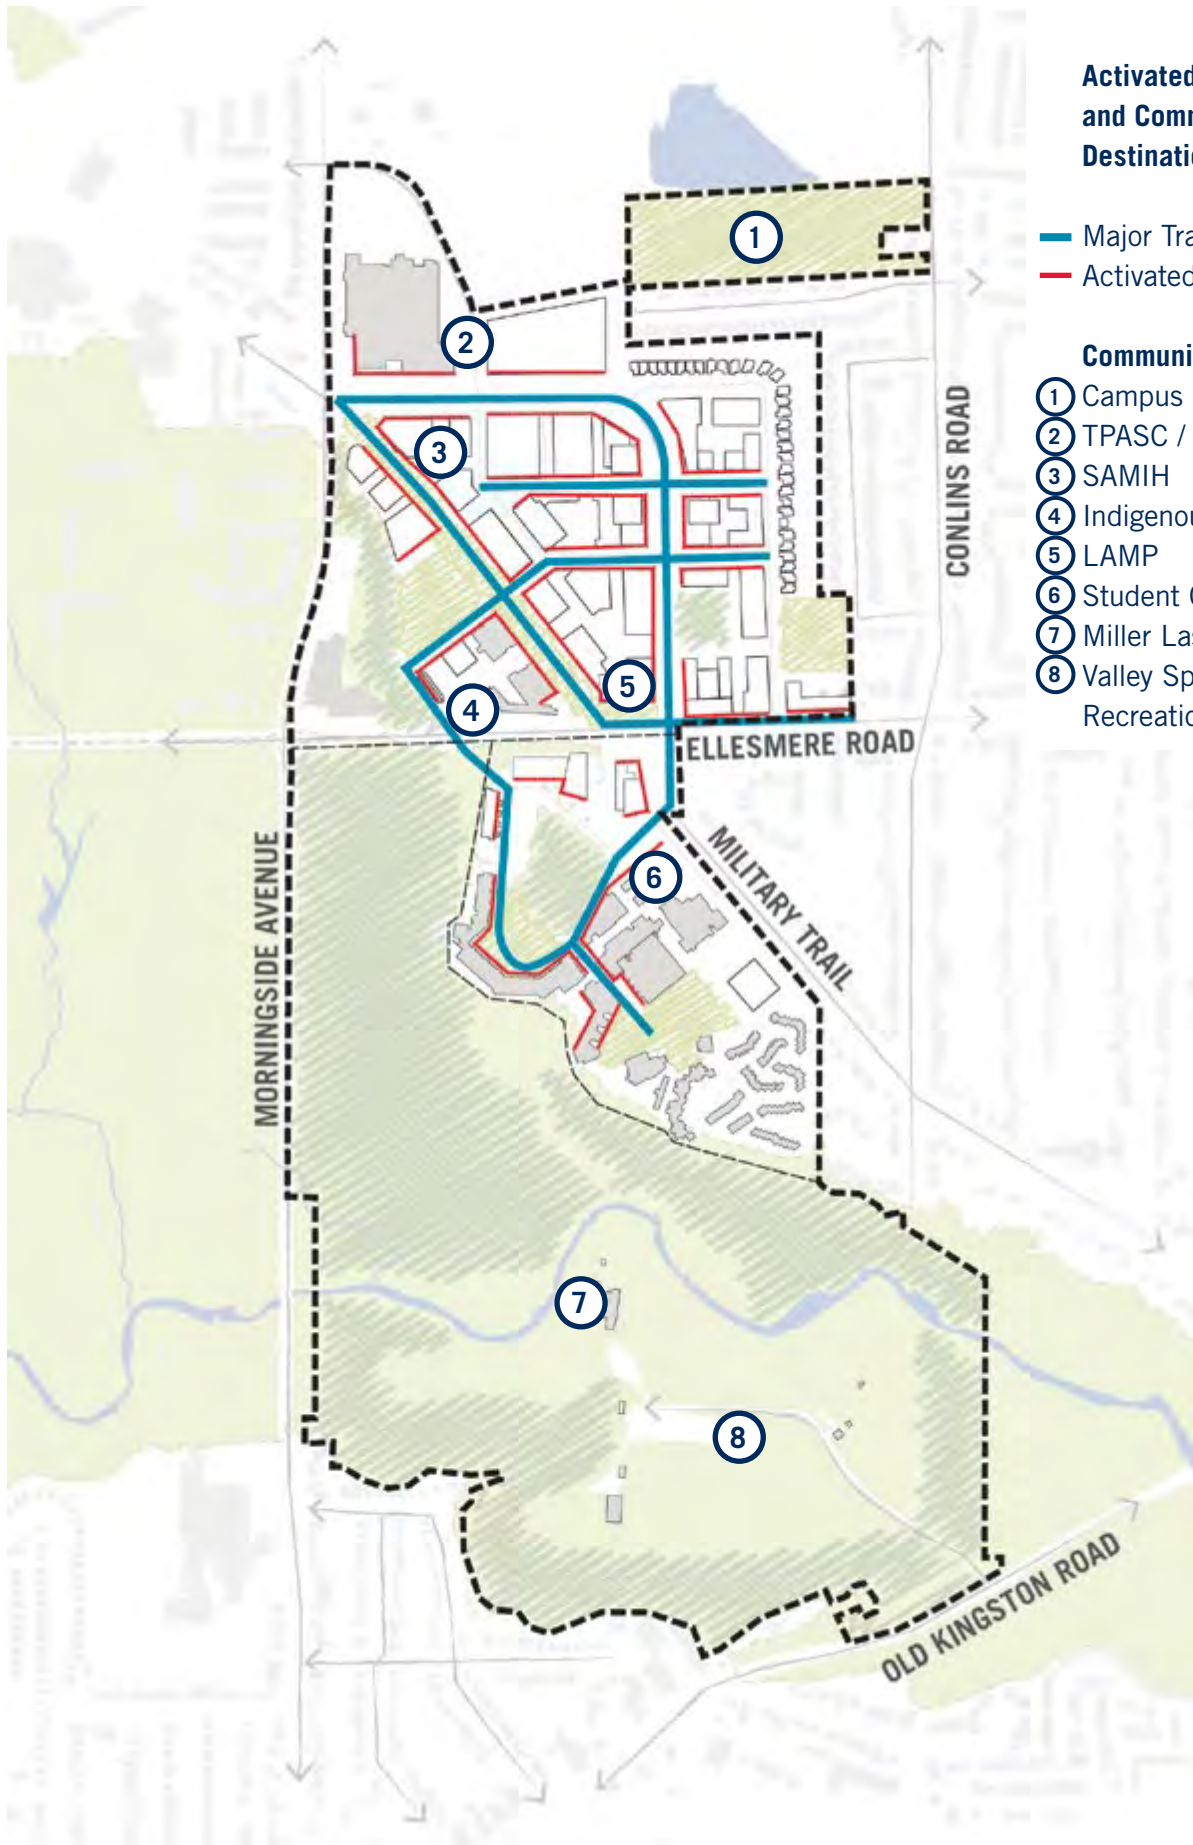 Activated
and Comm
Destinatio
Major Tra
Activated
Communi
1 Campus
2 TPASC /
3 SAMIH
4 Indigenou
5 LAMP
6 Student
7 Miller Las
8 Valley Sp
Recreatio
1
2
3
4
5
6
7
8
CONLINS ROAD
ELLESMERE ROAD
MILITARY TRAIL
MORNINGSIDE AVENUE
OLD KINGSTON ROAD